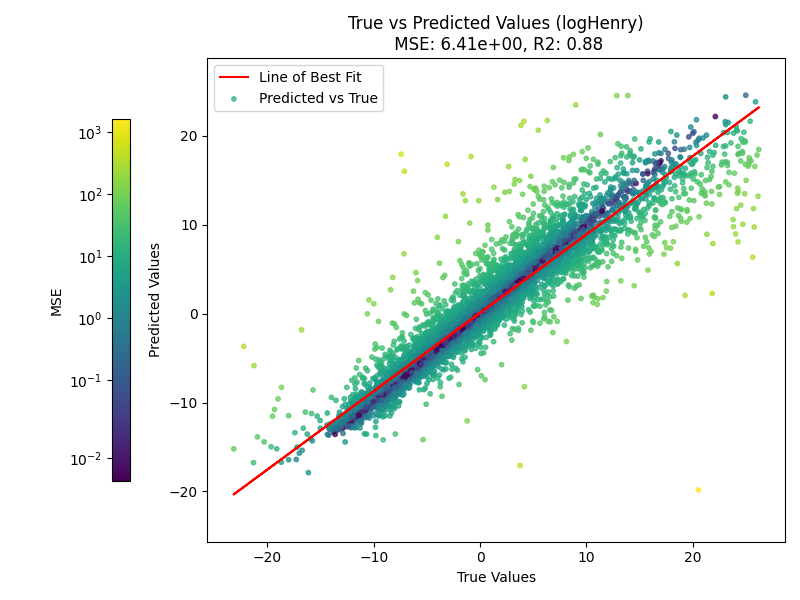 True vs Predicted Values (logHenry)
MSE: 6.41e+00, R2: 0.88
Line of Best Fit
Predicted vs True
MSE
10³
10²
10¹
10⁰
10⁻¹
10⁻²
Predicted Values
20
10
0
−10
−20
−20
−10
0
10
20
True Values